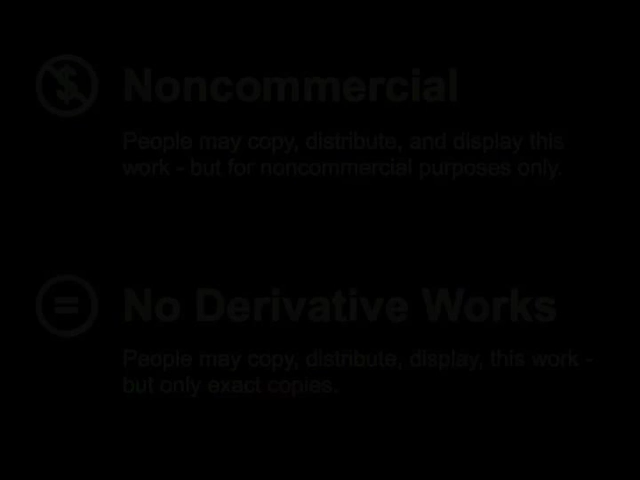 Noncommercial
People may copy, distribute, and display this
work - but for noncommercial purposes only.
No Derivative Works
People may copy, distribute, display, this work -
but only exact copies.